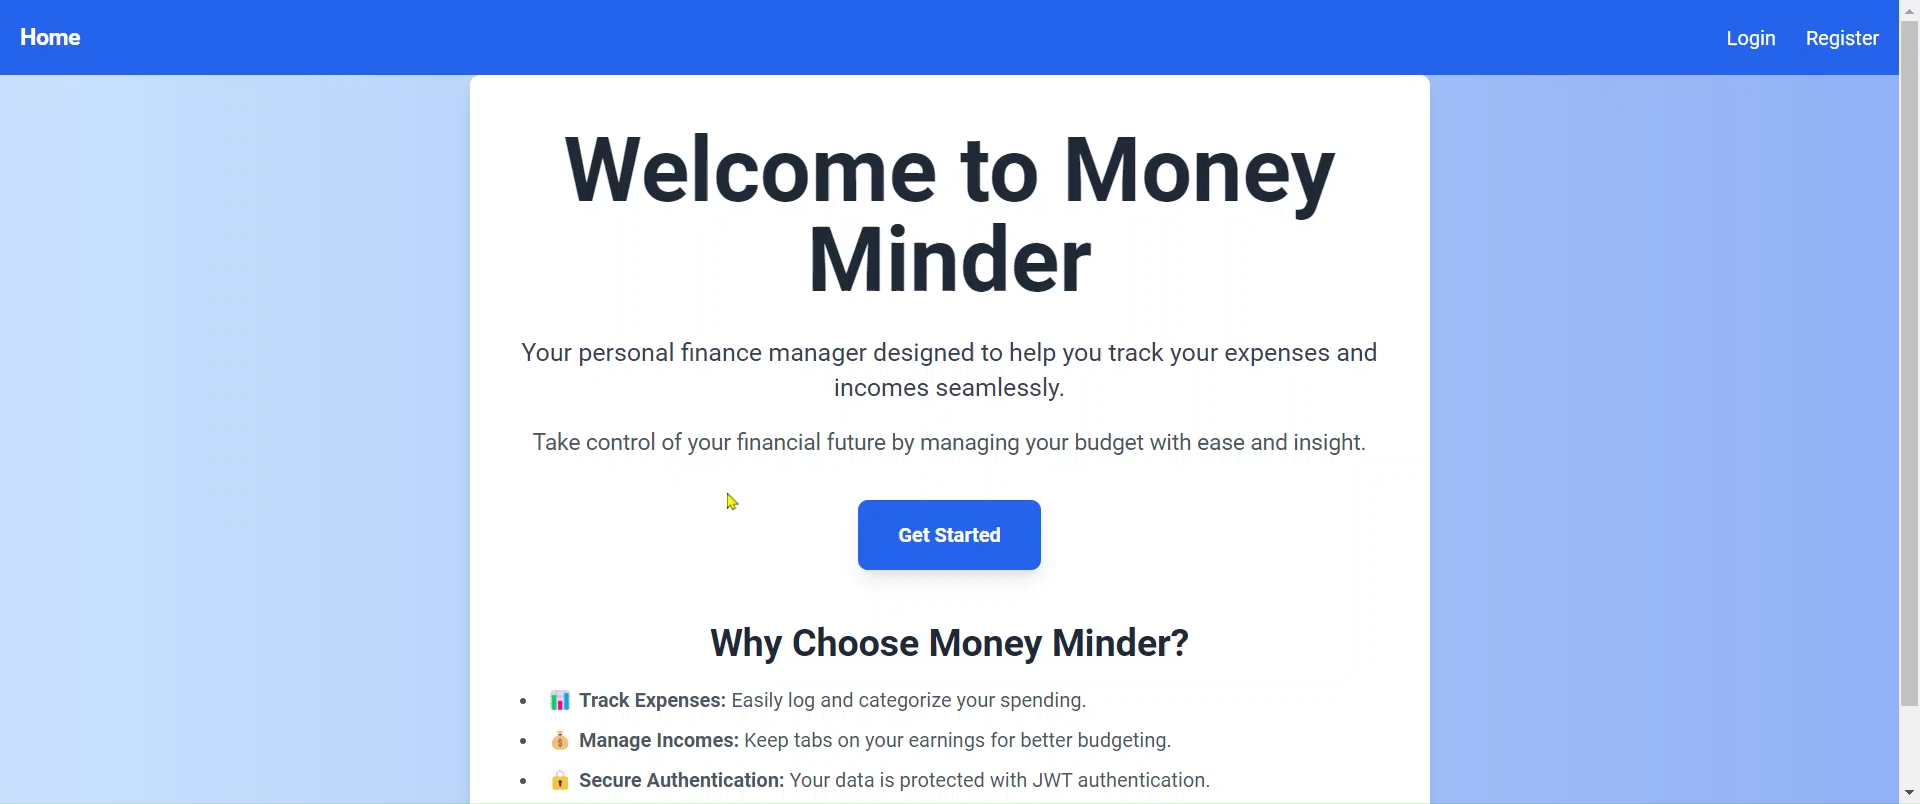 Home
Login
Register
Welcome to Money
Minder
Your personal finance manager designed to help you track your expenses and
incomes seamlessly.
Take control of your financial future by managing your budget with ease and insight.
Get Started
Why Choose Money Minder?
Track Expenses: Easily log and categorize your spending.
Manage Incomes: Keep tabs on your earnings for better budgeting.
Secure Authentication: Your data is protected with JWT authentication.